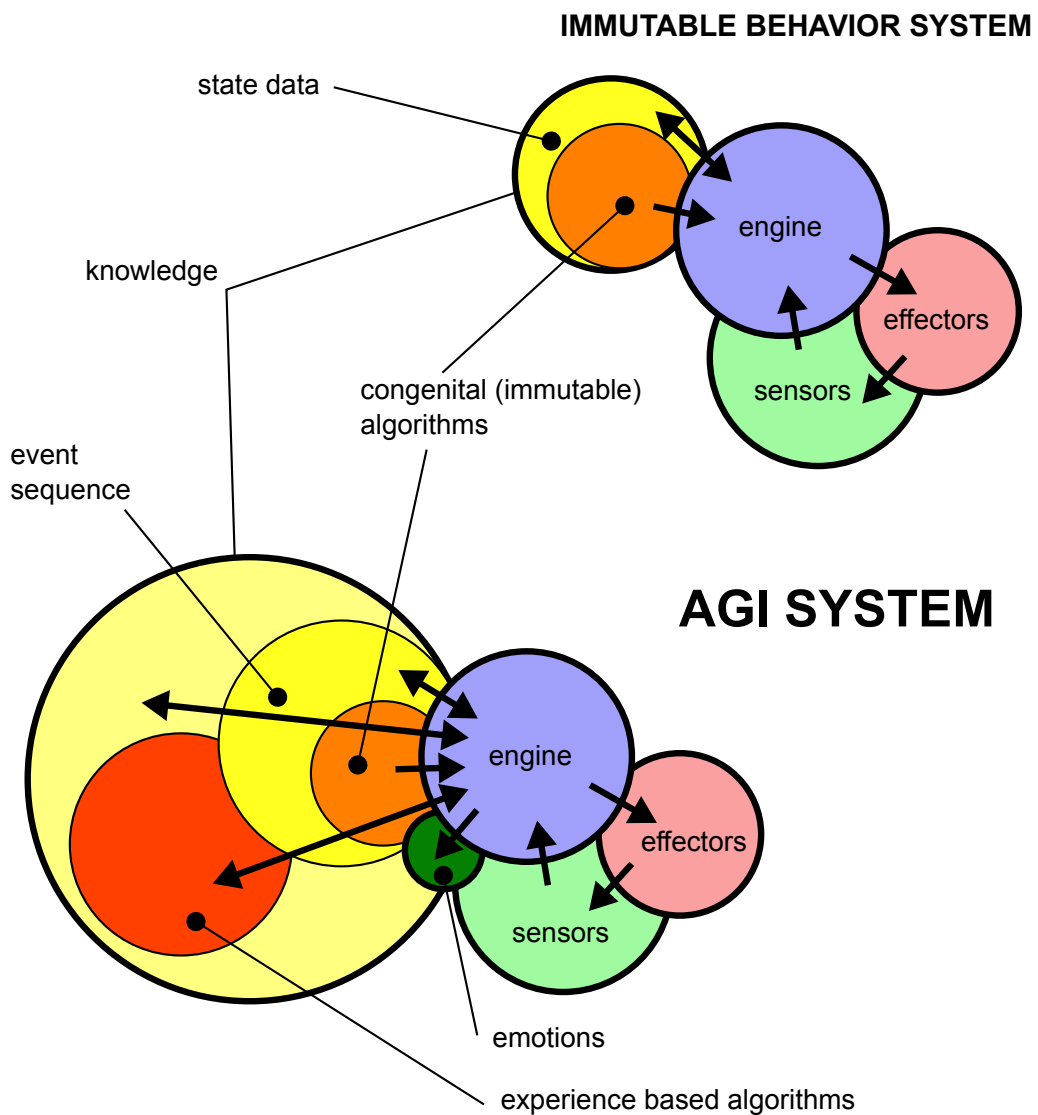 IMMUTABLE BEHAVIOR SYSTEM
state data
engine
knowledge
effectors
sensors
congenital (immutable)
algorithms
event
sequence
AGI SYSTEM
engine
effectors
sensors
emotions
experience based algorithms